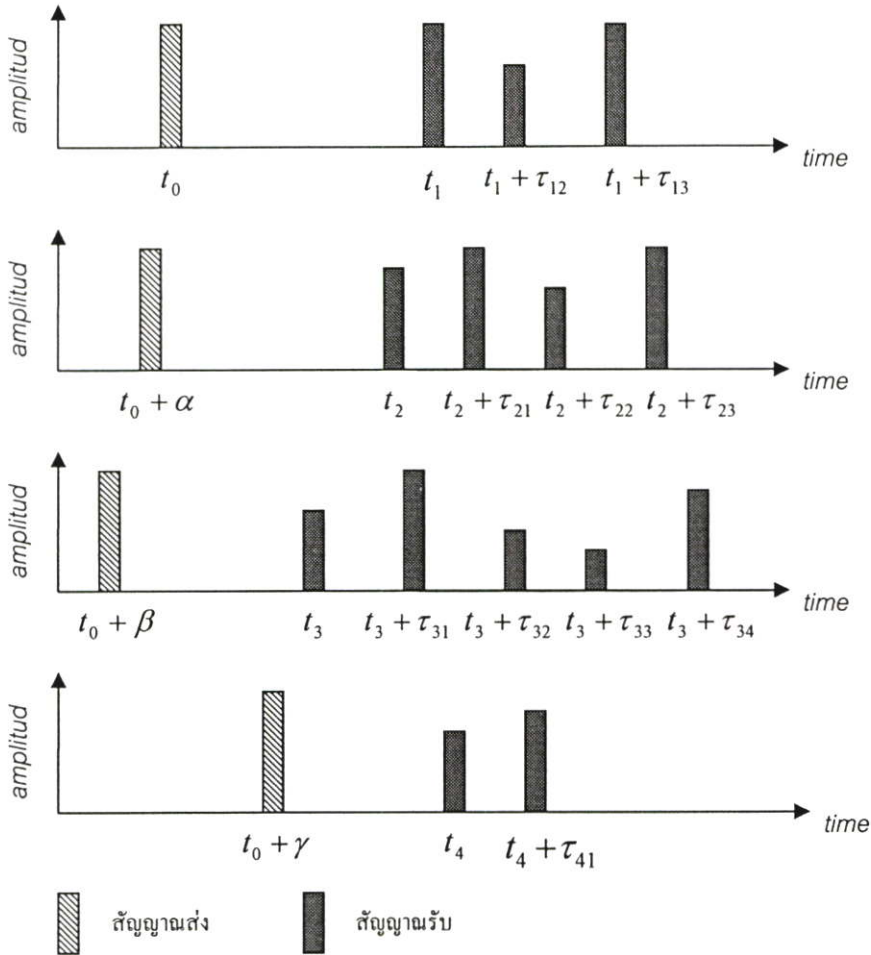 amplitud
time
t₀ t₁ t₁ + τ₁₂ t₁ + τ₁₃
amplitud
time
t₀ + α t₂ t₂ + τ₂₁ t₂ + τ₂₂ t₂ + τ₂₃
amplitud
time
t₀ + β t₃ t₃ + τ₃₁ t₃ + τ₃₂ t₃ + τ₃₃ t₃ + τ₃₄
amplitud
time
t₀ + γ t₄ t₄ + τ₄₁
สัญญาณส่ง สัญญาณรับ